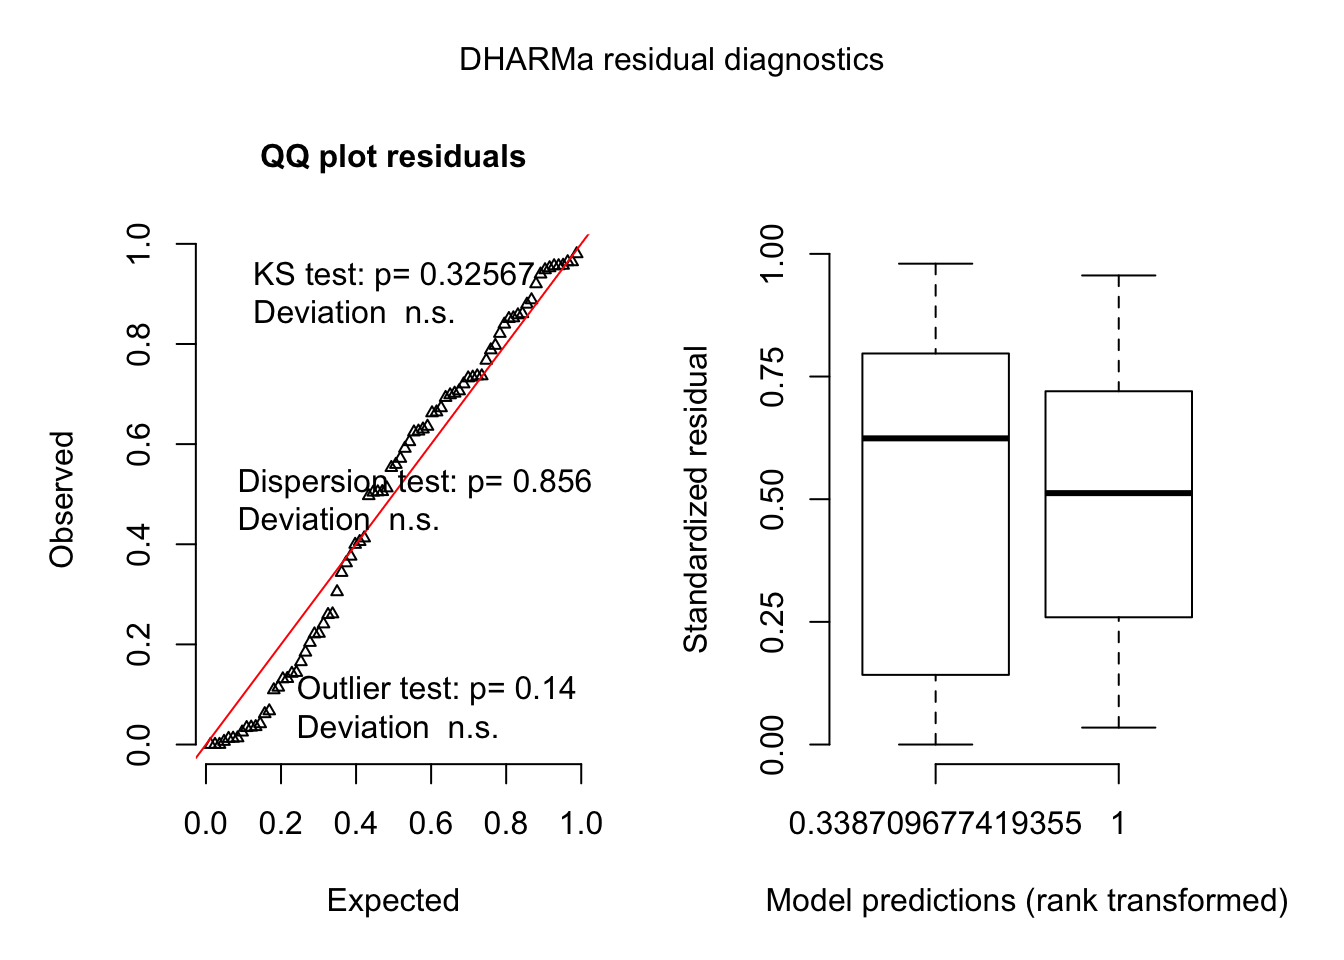 DHARMa residual diagnostics
QQ plot residuals
1.0
0.8
0.6
0.4
0.2
0.0
Observed
KS test: p= 0.32567
Deviation  n.s.
Dispersion test: p= 0.856
Deviation  n.s.
Outlier test: p= 0.14
Deviation  n.s.
0.0 0.2 0.4 0.6 0.8 1.0
Expected
1.00
0.75
0.50
0.25
0.00
Standardized residual
0.338709677419355 1
Model predictions (rank transformed)